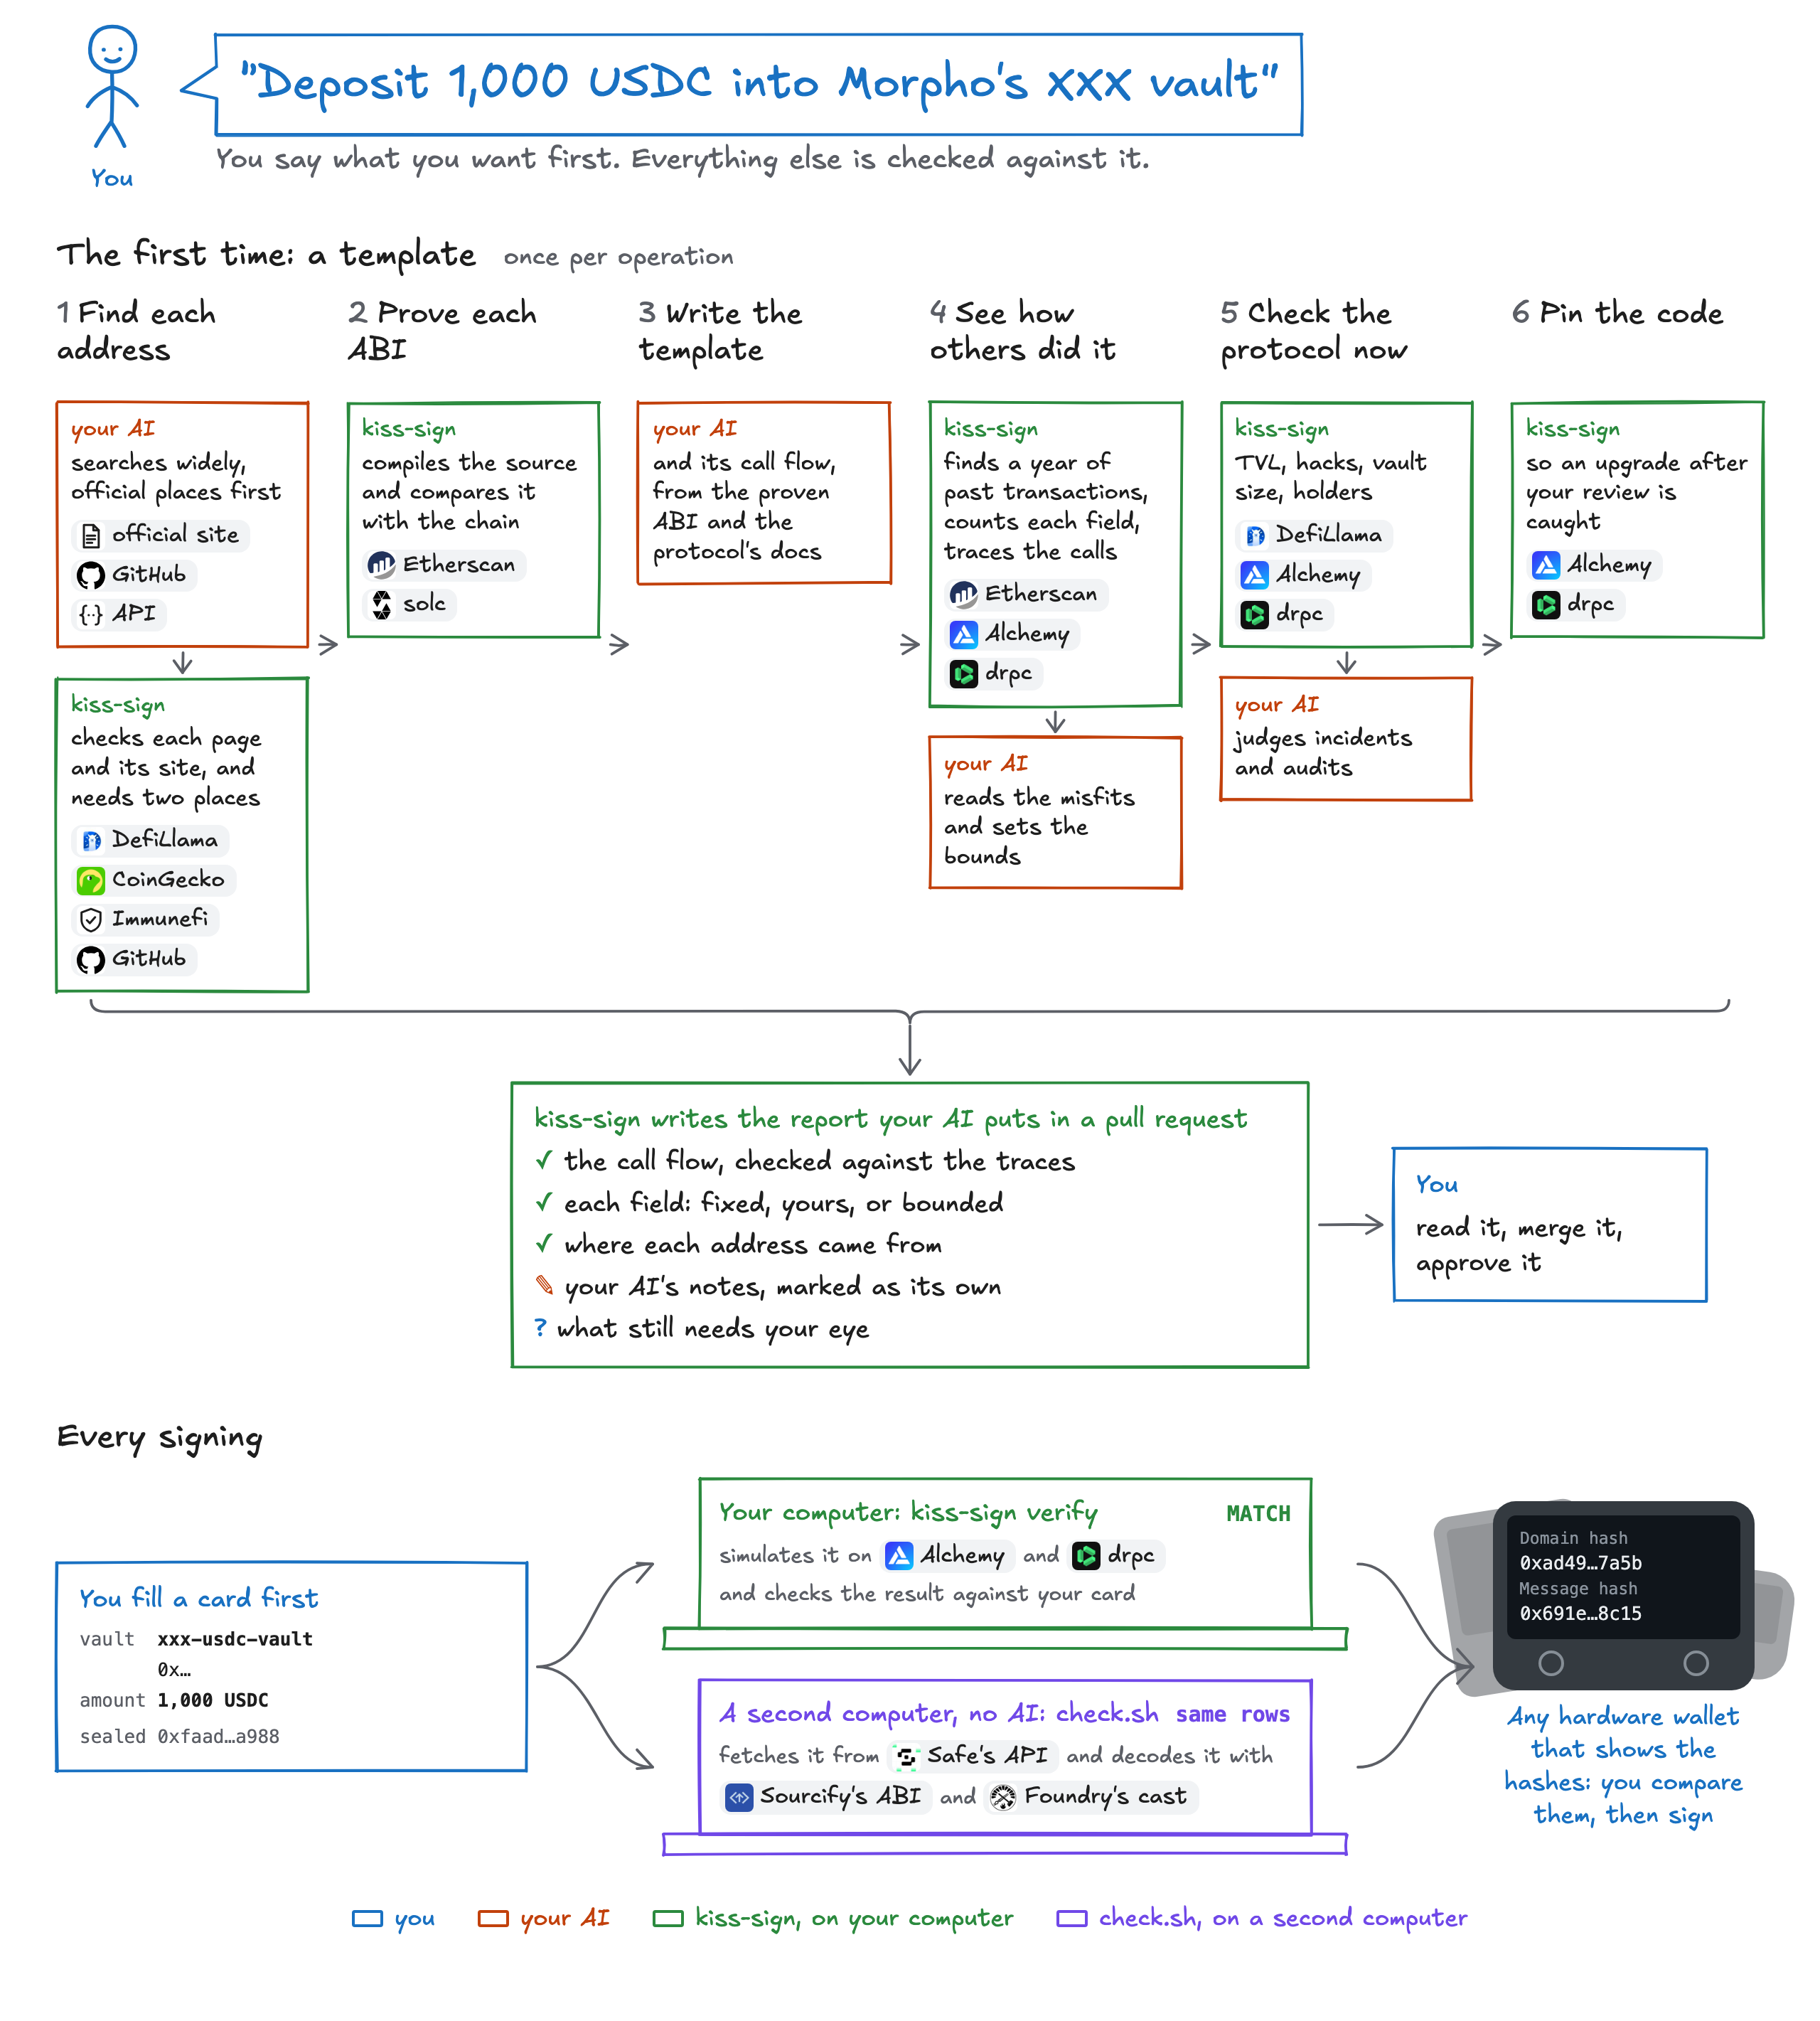 "Deposit 1,000 USDC into Morpho's XXX vault"
You say what you want first. Everything else is checked against it.
You
The first time: a template once per operation
1 Find each
address
your AI
searches widely,
official places first
official site
GitHub
API
kiss-sign
checks each page
and its site, and
needs two places
DefiLlama
CoinGecko
Immunefi
GitHub
2 Prove each
ABI
kiss-sign
compiles the source
and compares it
with the chain
Etherscan
solc
3 Write the
template
your AI
and its call flow,
from the proven
ABI and the
protocol's docs
4 See how
others did it
kiss-sign
finds a year of
past transactions,
counts each field,
traces the calls
Etherscan
Alchemy
drpc
your AI
reads the misfits
and sets the
bounds
5 Check the
protocol now
kiss-sign
TVL, hacks, vault
size, holders
DefiLlama
Alchemy
drpc
your AI
judges incidents
and audits
6 Pin the code
kiss-sign
so an upgrade after
your review is
caught
Alchemy
drpc
kiss-sign writes the report your AI puts in a pull request
✓ the call flow, checked against the traces
✓ each field: fixed, yours, or bounded
✓ where each address came from
✎ your AI's notes, marked as its own
? what still needs your eye
You
read it, merge it,
approve it
Every signing
You fill a card first
vault xxx-usdc-vault
0x…
amount 1,000 USDC
sealed 0xfaad…a988
Your computer: kiss-sign verify MATCH
simulates it on Alchemy and drpc
and checks the result against your card
A second computer, no AI: check.sh same rows
fetches it from Safe's API and decodes it with
Sourcify's ABI and Foundry's cast
Domain hash
0xad49…7a5b
Message hash
0x691e…8c15
Any hardware wallet
that shows the
hashes: you compare
them, then sign
you
your AI
kiss-sign, on your computer
check.sh, on a second computer